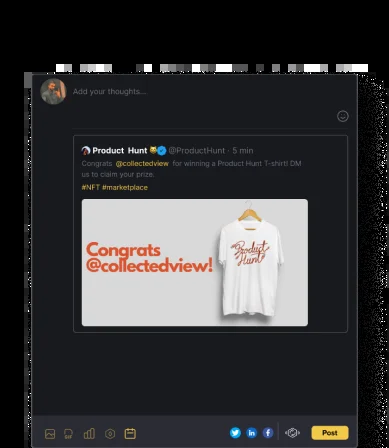 Add your thoughts...
Product Hunt @ProductHunt · 5 min
Congrats @collectedview for winning a Product Hunt T-shirt! DM
us to claim your prize.
#NFT #marketplace
Congrats
@collectedview!
Product
Hunt
Post